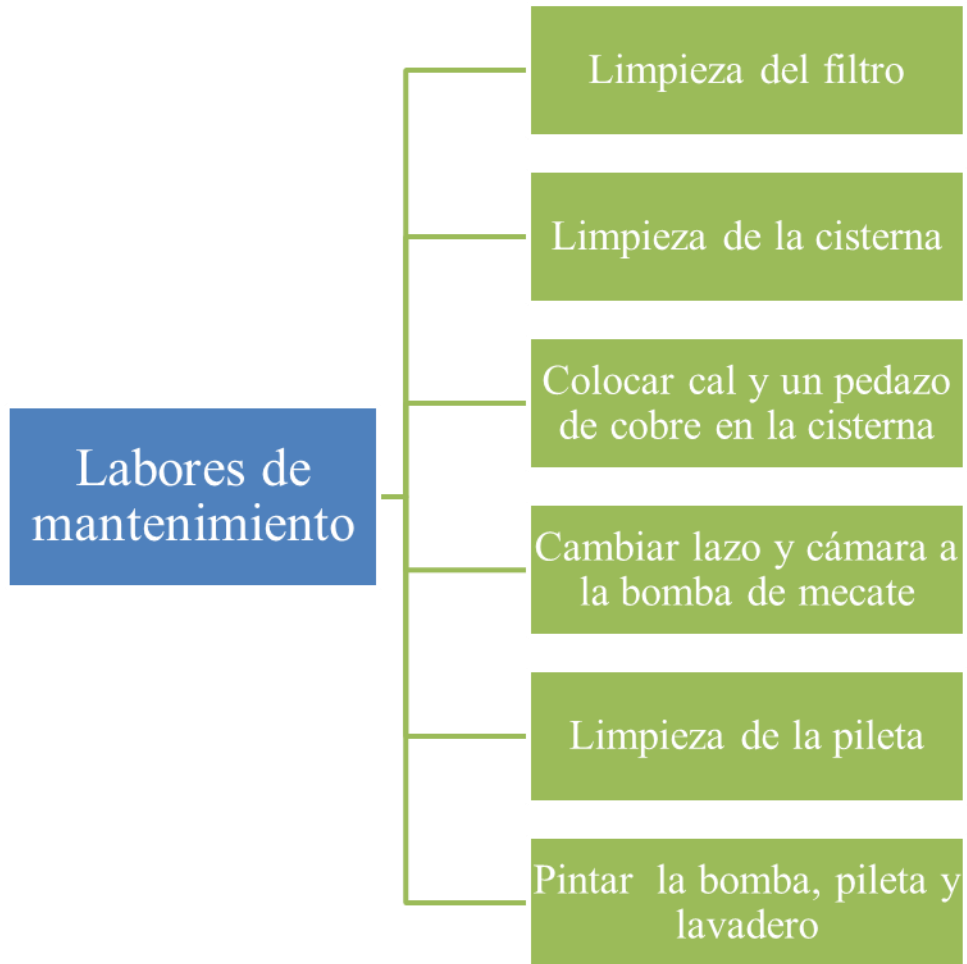 Limpieza del filtro
Limpieza de la cisterna
Colocar cal y un pedazo
de cobre en la cisterna
Labores de
mantenimiento
Cambiar lazo y cámara a
la bomba de mecate
Limpieza de la pileta
Pintar la bomba, pileta y
lavadero